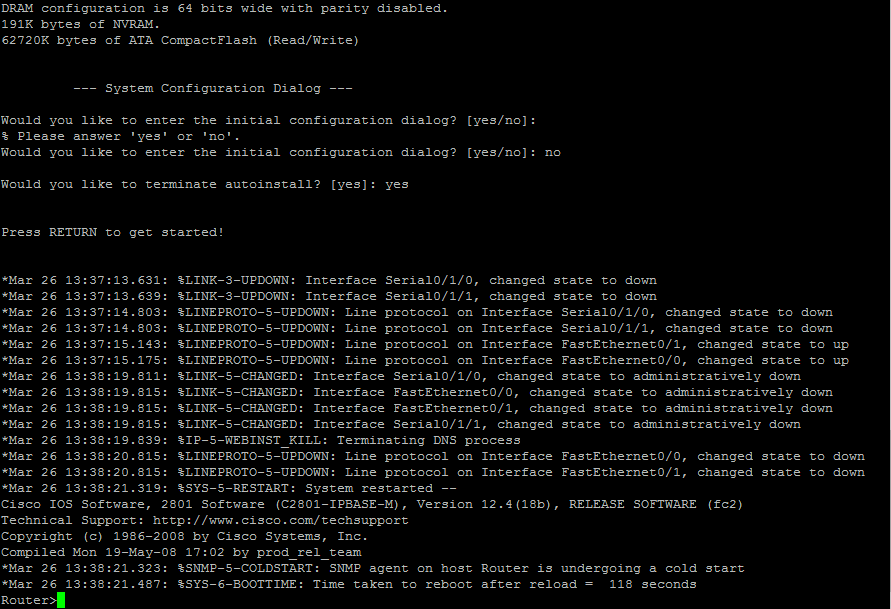 DRAM configuration is 64 bits wide with parity disabled.
191K bytes of NVRAM.
62720K bytes of ATA CompactFlash (Read/Write)
--- System Configuration Dialog ---
Would you like to enter the initial configuration dialog? [yes/no]:
% Please answer 'yes' or 'no'.
Would you like to enter the initial configuration dialog? [yes/no]: no
Would you like to terminate autoinstall? [yes]: yes
Press RETURN to get started!
*Mar 26 13:37:13.631: %LINK-3-UPDOWN: Interface Serial0/1/0, changed state to down
*Mar 26 13:37:13.639: %LINK-3-UPDOWN: Interface Serial0/1/1, changed state to down
*Mar 26 13:37:14.803: %LINEPROTO-5-UPDOWN: Line protocol on Interface Serial0/1/0, changed state to down
*Mar 26 13:37:14.803: %LINEPROTO-5-UPDOWN: Line protocol on Interface Serial0/1/1, changed state to down
*Mar 26 13:37:15.143: %LINEPROTO-5-UPDOWN: Line protocol on Interface FastEthernet0/1, changed state to up
*Mar 26 13:37:15.175: %LINEPROTO-5-UPDOWN: Line protocol on Interface FastEthernet0/0, changed state to up
*Mar 26 13:38:19.811: %LINK-5-CHANGED: Interface Serial0/1/0, changed state to administratively down
*Mar 26 13:38:19.815: %LINK-5-CHANGED: Interface FastEthernet0/0, changed state to administratively down
*Mar 26 13:38:19.815: %LINK-5-CHANGED: Interface FastEthernet0/1, changed state to administratively down
*Mar 26 13:38:19.815: %LINK-5-CHANGED: Interface Serial0/1/1, changed state to administratively down
*Mar 26 13:38:19.839: %IP-5-WEBINST_KILL: Terminating DNS process
*Mar 26 13:38:20.815: %LINEPROTO-5-UPDOWN: Line protocol on Interface FastEthernet0/0, changed state to down
*Mar 26 13:38:20.815: %LINEPROTO-5-UPDOWN: Line protocol on Interface FastEthernet0/1, changed state to down
*Mar 26 13:38:21.319: %SYS-5-RESTART: System restarted --
Cisco IOS Software, 2801 Software (C2801-IPBASE-M), Version 12.4(18b), RELEASE SOFTWARE (fc2)
Technical Support: http://www.cisco.com/techsupport
Copyright (c) 1986-2008 by Cisco Systems, Inc.
Compiled Mon 19-May-08 17:02 by prod_rel_team
*Mar 26 13:38:21.323: %SNMP-5-COLDSTART: SNMP agent on host Router is undergoing a cold start
*Mar 26 13:38:21.487: %SYS-6-BOOTTIME: Time taken to reboot after reload =  118 seconds
Router>